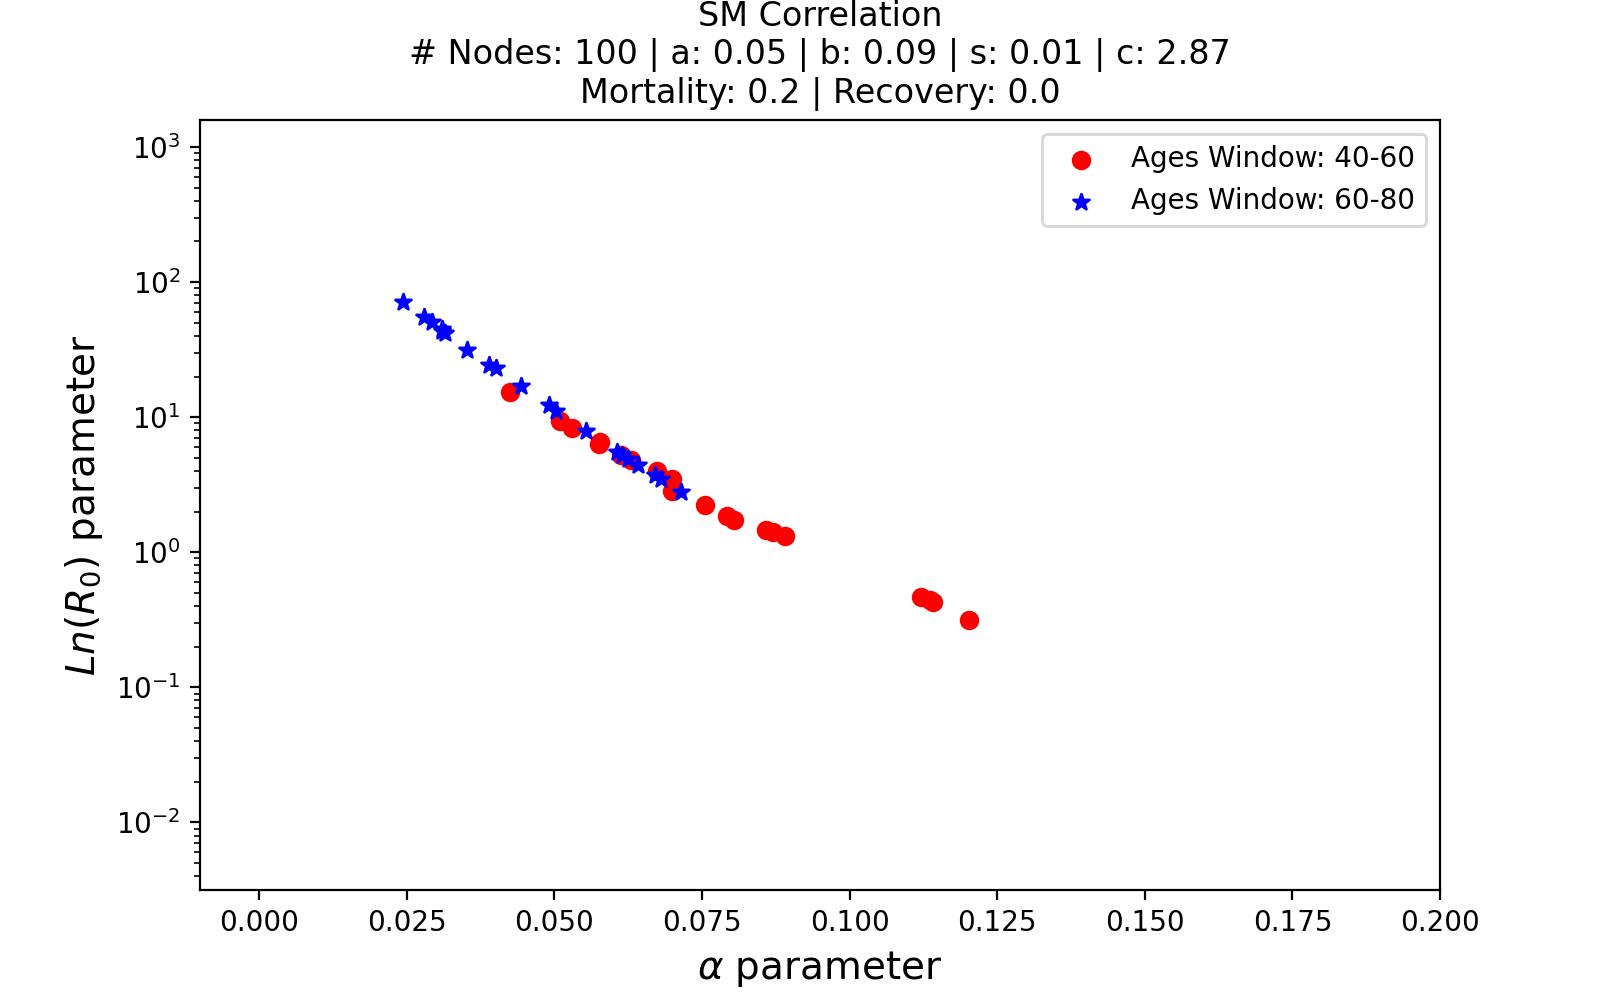 SM Correlation
# Nodes: 100 | a: 0.05 | b: 0.09 | s: 0.01 | c: 2.87
Mortality: 0.2 | Recovery: 0.0
Ages Window: 40-60
Ages Window: 60-80
Ln(R₀) parameter
10³
10²
10¹
10⁰
10⁻¹
10⁻²
0.000 0.025 0.050 0.075 0.100 0.125 0.150 0.175 0.200
α parameter